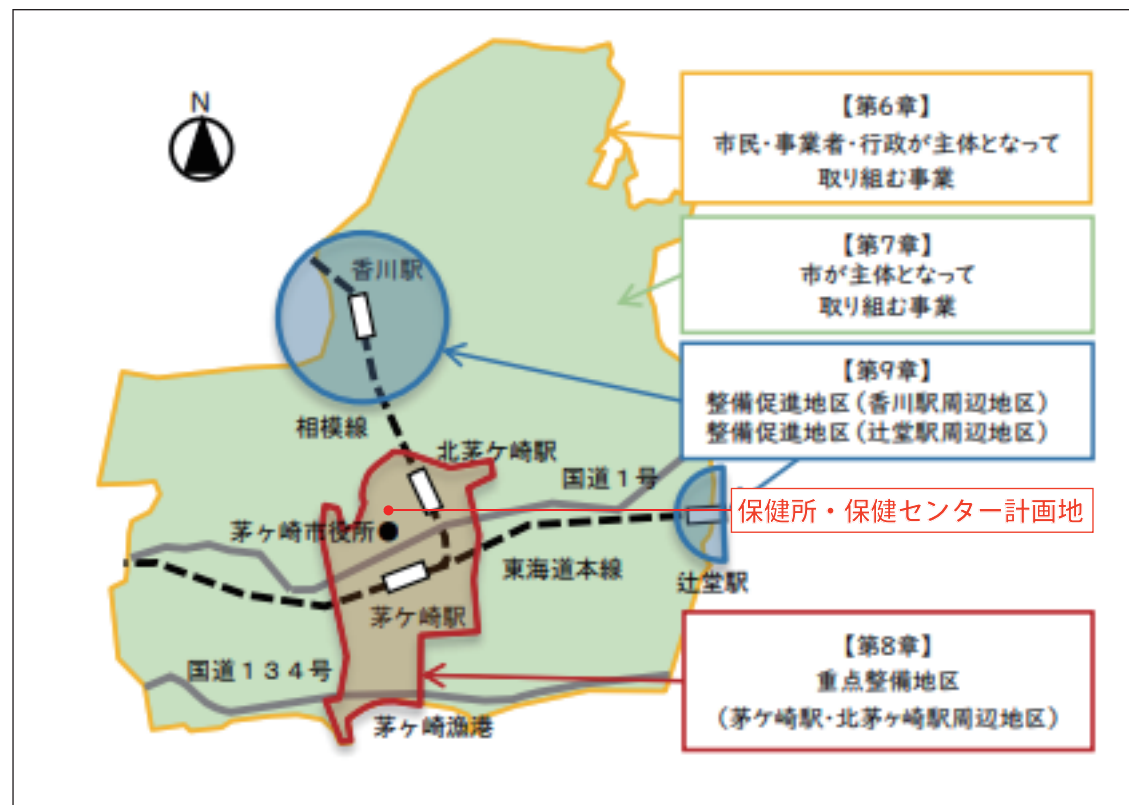 N
【第6章】
市民・事業者・行政が主体となって
取り組む事業
【第7章】
市が主体となって
取り組む事業
香川駅
【第9章】
整備促進地区(香川駅周辺地区)
整備促進地区(辻堂駅周辺地区)
相模線
北茅ケ崎駅
国道1号
保健所・保健センター計画地
茅ヶ崎市役所
東海道本線
辻堂駅
茅ケ崎駅
国道134号
【第8章】
重点整備地区
(茅ケ崎駅・北茅ヶ崎駅周辺地区)
茅ヶ崎漁港